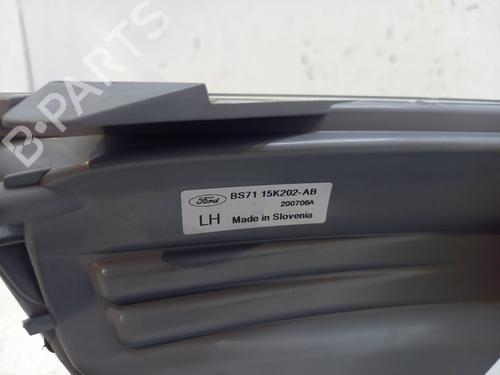 B-PARTS
Ford
BS71 15K202-AB
200706A
LH
Made in Slovenia